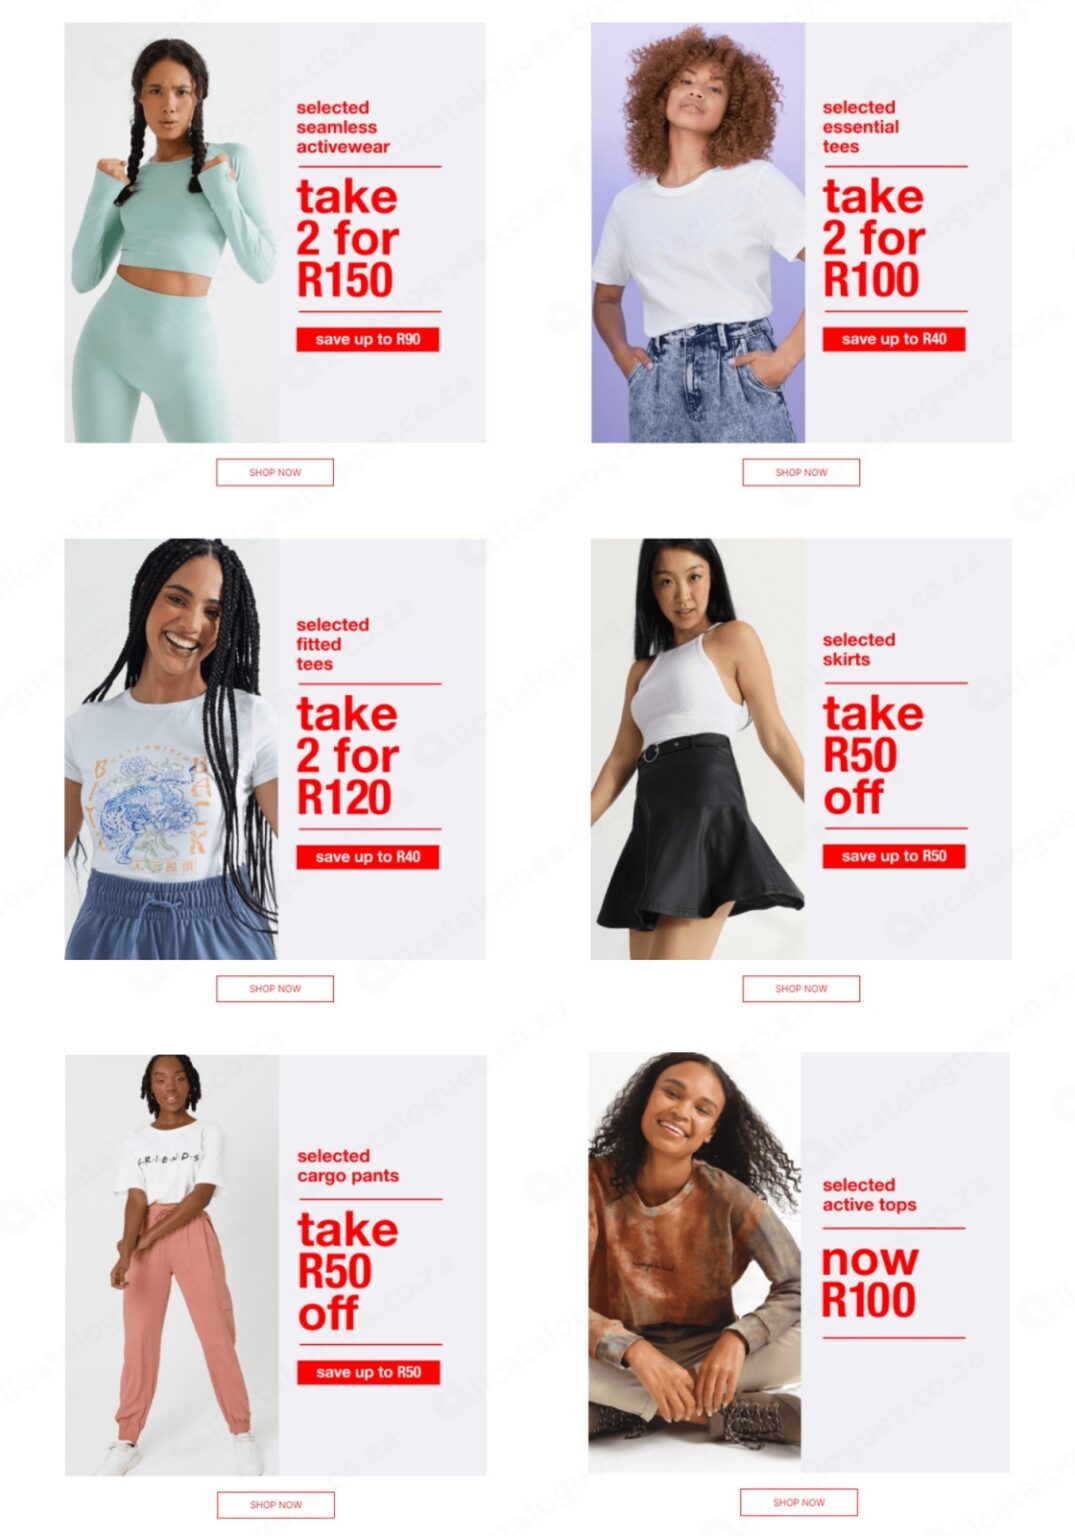 selected
seamless
activewear
take
2 for
R150
save up to R90
SHOP NOW
selected
essential
tees
take
2 for
R100
save up to R40
SHOP NOW
selected
fitted
tees
take
2 for
R120
save up to R40
SHOP NOW
selected
skirts
take
R50
off
save up to R50
SHOP NOW
F·R·I·E·N·D·S
selected
cargo pants
take
R50
off
save up to R50
SHOP NOW
selected
active tops
now
R100
SHOP NOW
allcatalogues.co.za